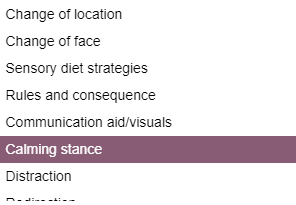 Change of location
Change of face
Sensory diet strategies
Rules and consequence
Communication aid/visuals
Calming stance
Distraction